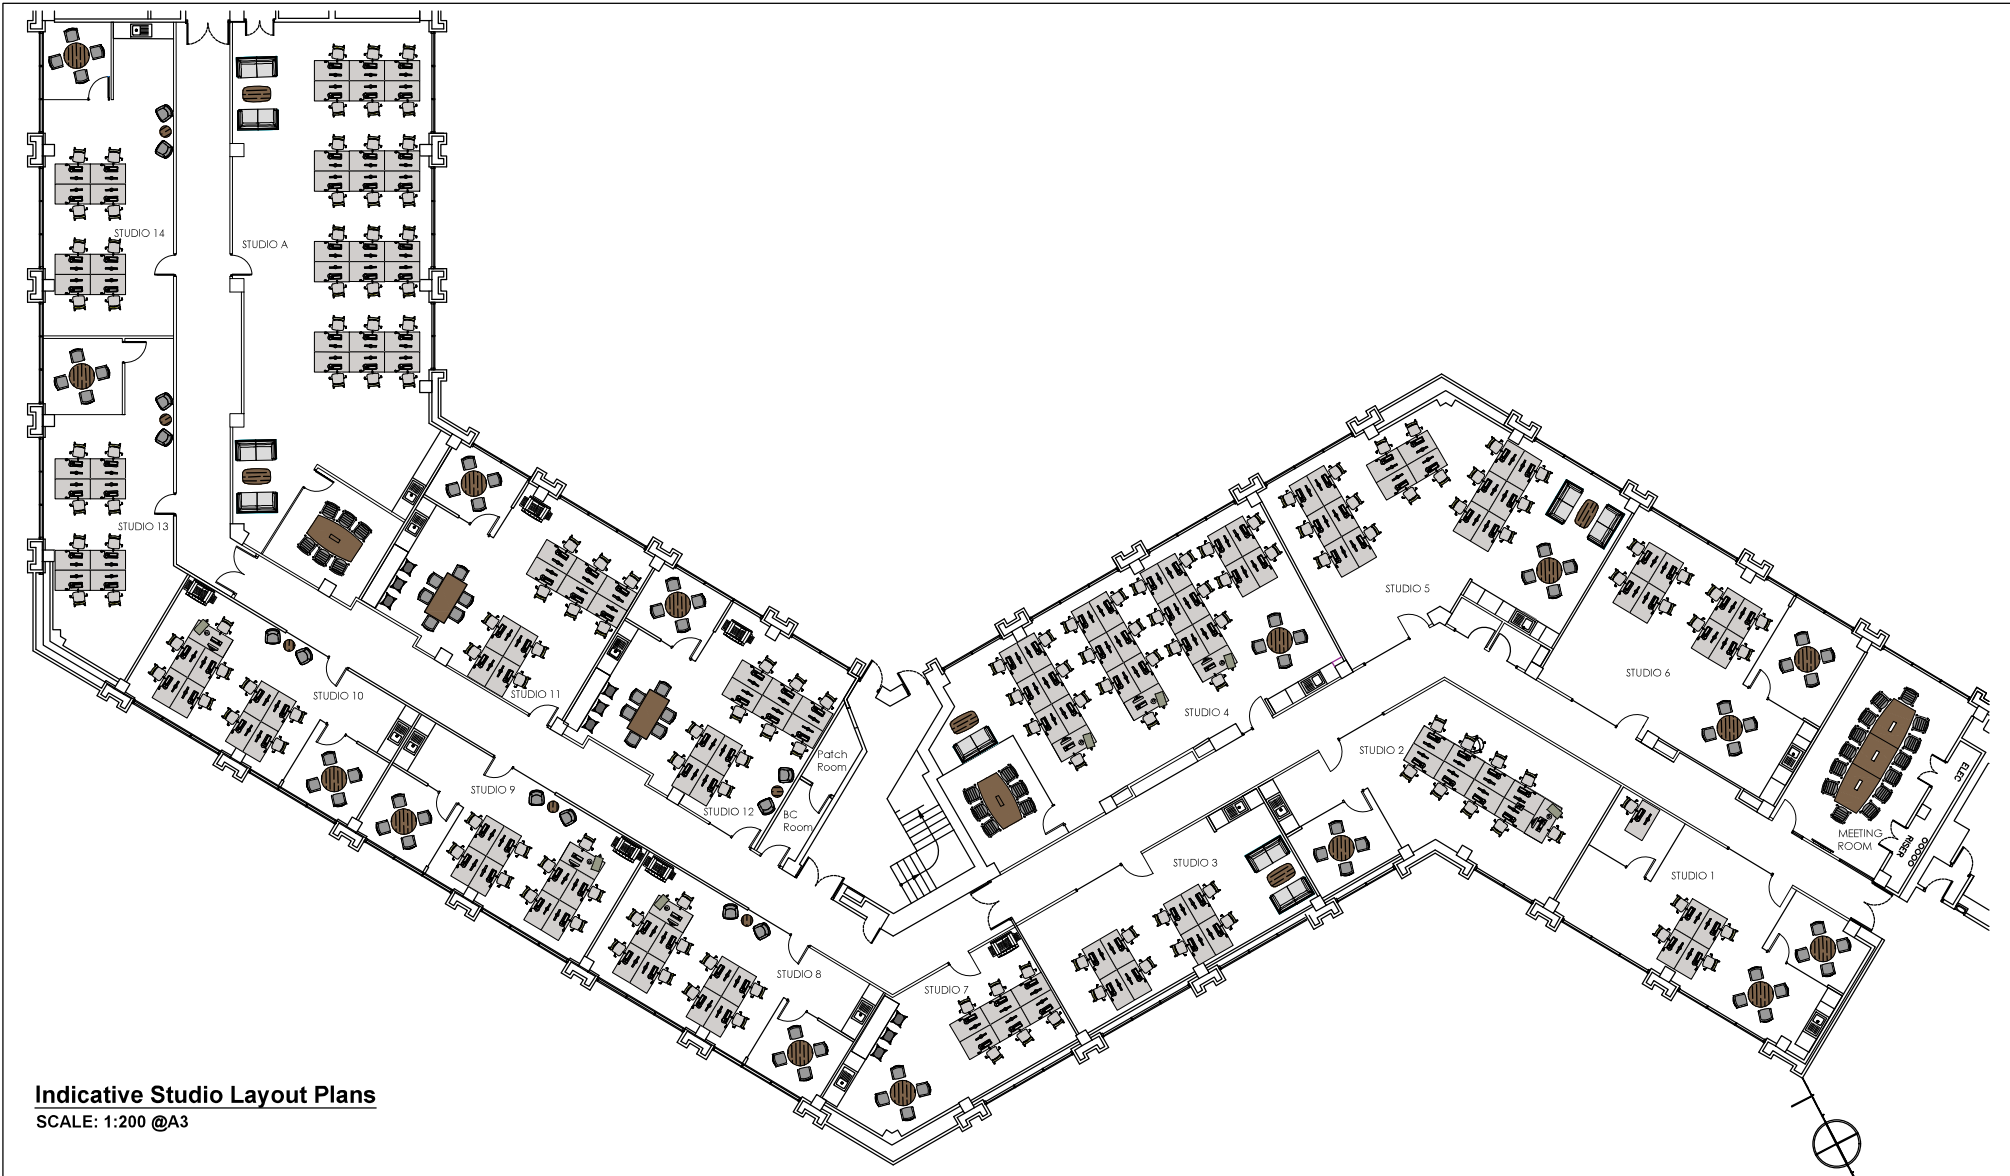 STUDIO 14
STUDIO A
STUDIO 13
STUDIO 10
STUDIO 11
STUDIO 9
STUDIO 12
Patch
Room
BC
Room
STUDIO 8
STUDIO 7
STUDIO 4
STUDIO 5
STUDIO 6
STUDIO 2
STUDIO 3
STUDIO 1
MEETING
ROOM
ELEC
RISER
Indicative Studio Layout Plans
SCALE: 1:200 @A3